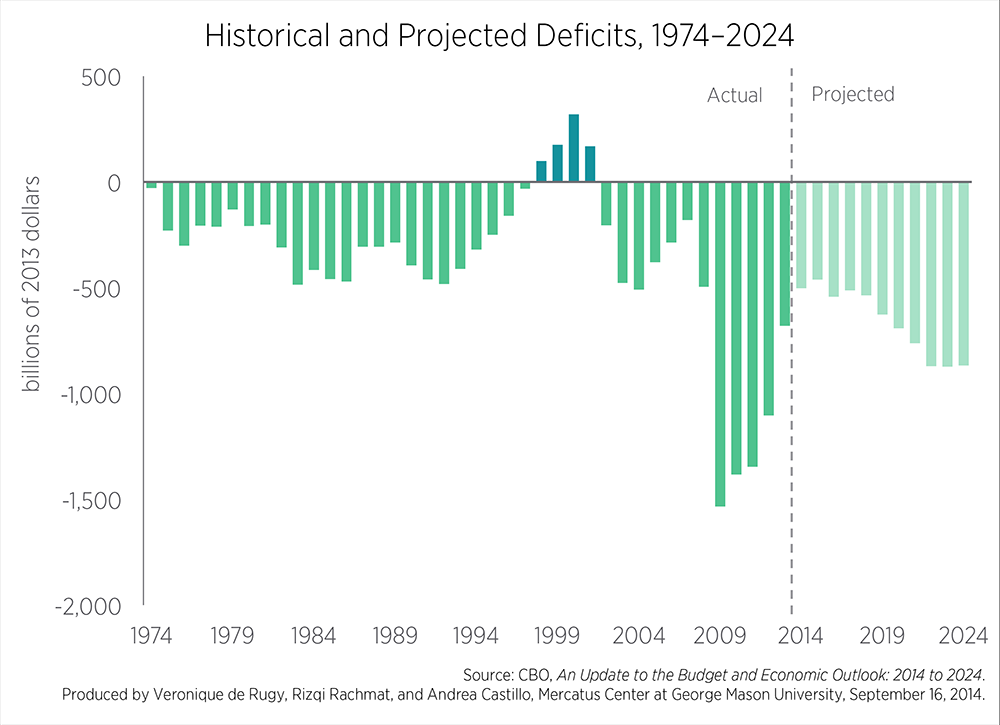 Historical and Projected Deficits, 1974–2024
500
Actual
Projected
0
billions of 2013 dollars
-500
-1,000
-1,500
-2,000
1974 1979 1984 1989 1994 1999 2004 2009 2014 2019 2024
Source: CBO, An Update to the Budget and Economic Outlook: 2014 to 2024.
Produced by Veronique de Rugy, Rizqi Rachmat, and Andrea Castillo, Mercatus Center at George Mason University, September 16, 2014.